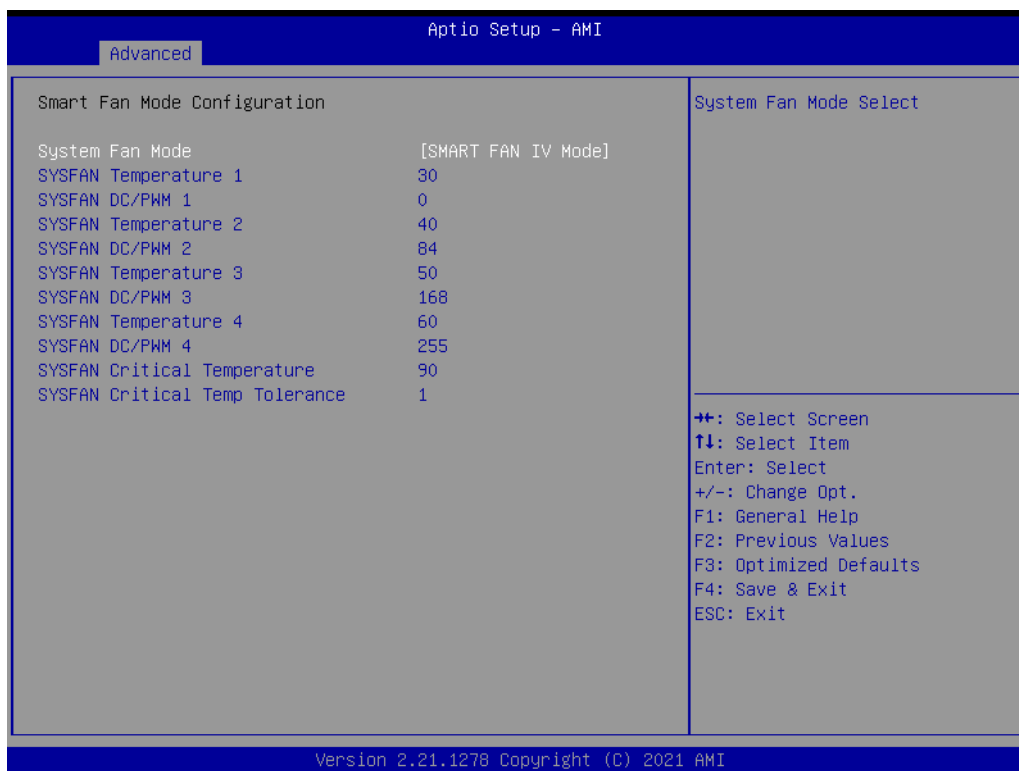 Aptio Setup - AMI
Advanced
Smart Fan Mode Configuration
System Fan Mode [SMART FAN IV Mode]
SYSFAN Temperature 1 30
SYSFAN DC/PWM 1 0
SYSFAN Temperature 2 40
SYSFAN DC/PWM 2 84
SYSFAN Temperature 3 50
SYSFAN DC/PWM 3 168
SYSFAN Temperature 4 60
SYSFAN DC/PWM 4 255
SYSFAN Critical Temperature 90
SYSFAN Critical Temp Tolerance 1
System Fan Mode Select
→←: Select Screen
↑↓: Select Item
Enter: Select
+/-: Change Opt.
F1: General Help
F2: Previous Values
F3: Optimized Defaults
F4: Save & Exit
ESC: Exit
Version 2.21.1278 Copyright (C) 2021 AMI